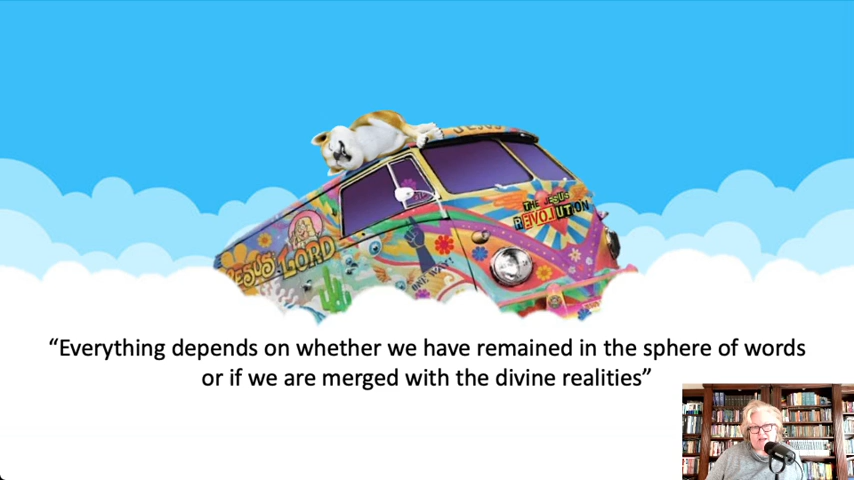 JESUS
THE JESUS
REVOLUTION
JESUS IS LORD
ONE WAY!
“Everything depends on whether we have remained in the sphere of words
or if we are merged with the divine realities”